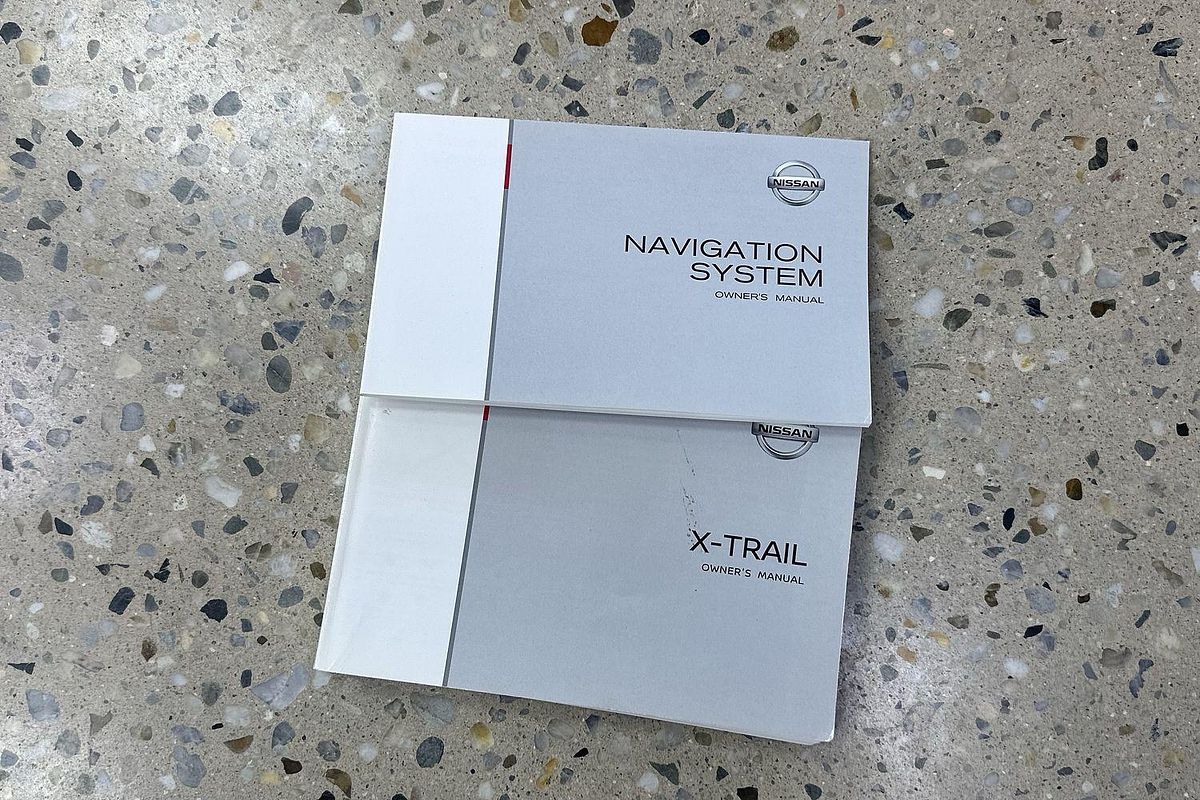 NISSAN
NAVIGATION
SYSTEM
OWNER'S MANUAL
NISSAN
X-TRAIL
OWNER'S MANUAL